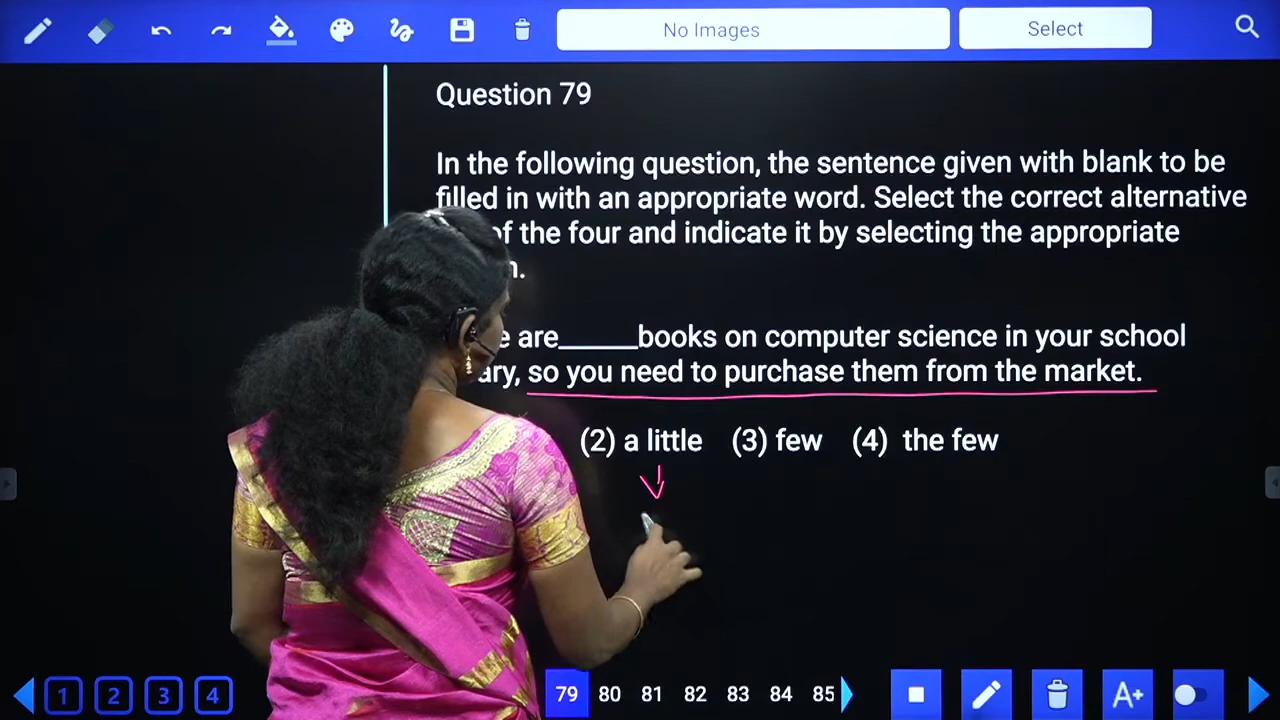 No Images
Select
Question 79
In the following question, the sentence given with blank to be
filled in with an appropriate word. Select the correct alternative
of the four and indicate it by selecting the appropriate
are_____books on computer science in your school
so you need to purchase them from the market.
(2) a little (3) few (4) the few
1 2 3 4 79 80 81 82 83 84 85 A+